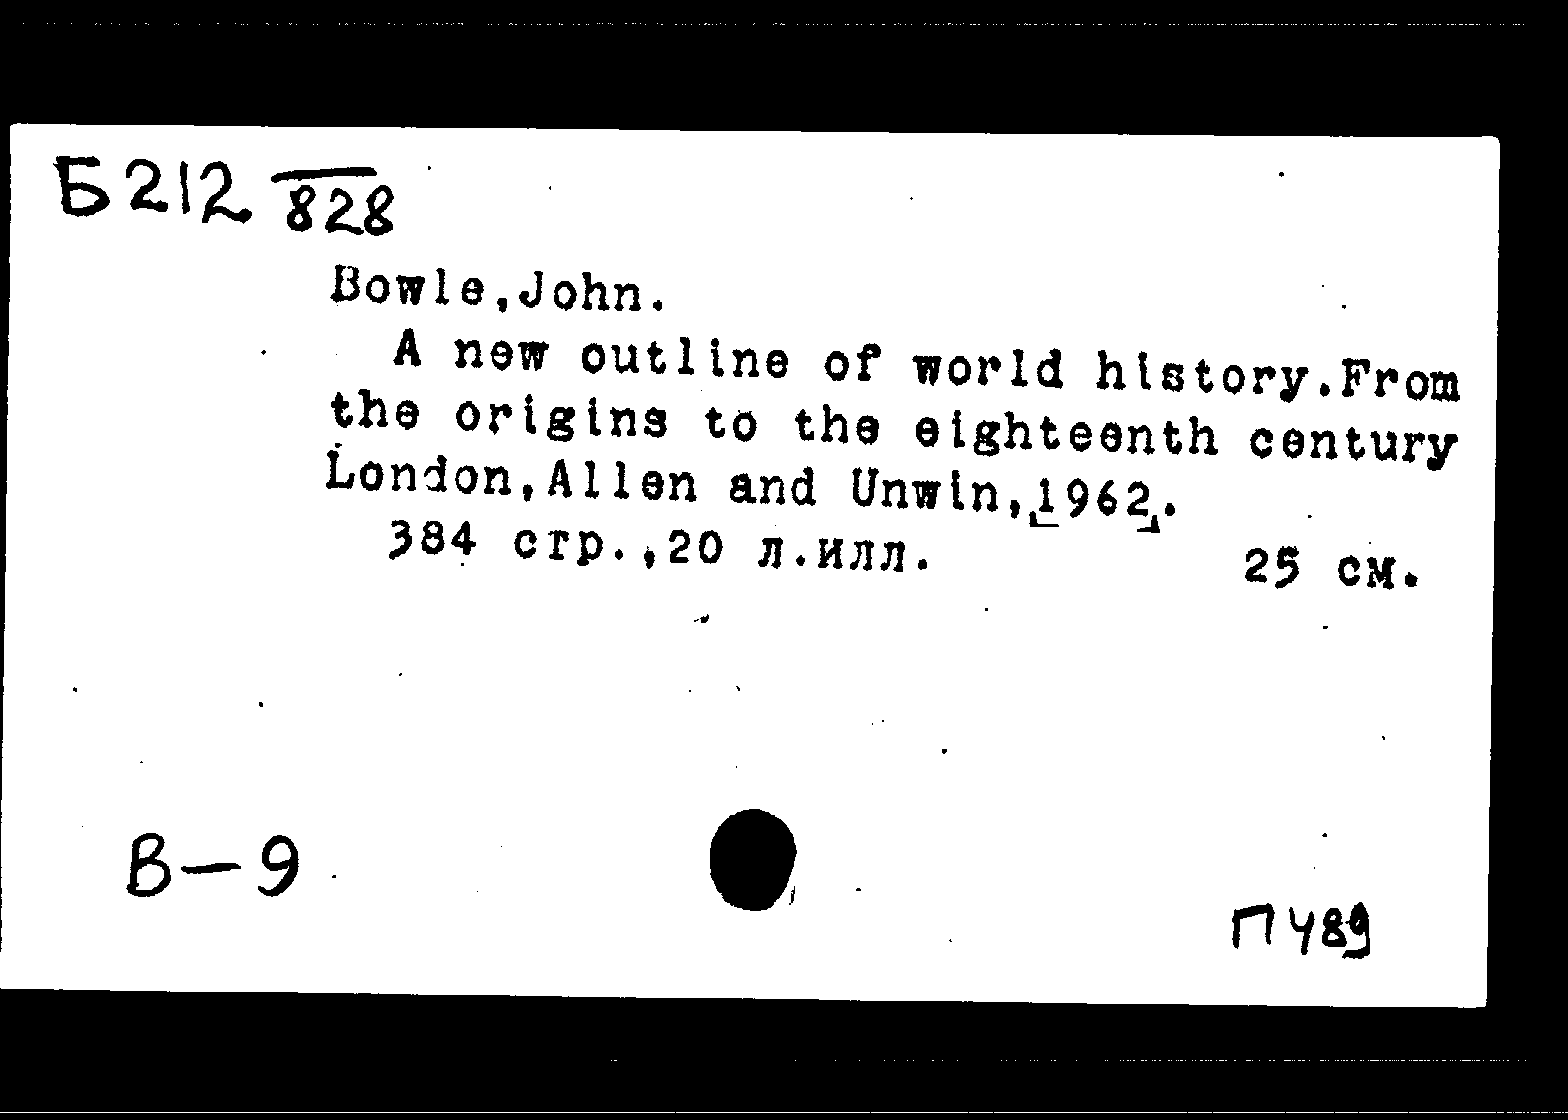 Б212 828
Bowle,John.
A new outline of world history.From
the origins to the eighteenth century
London,Allen and Unwin,[1962].
384 стр.,20 л.илл. 25 см.
В-9
П489